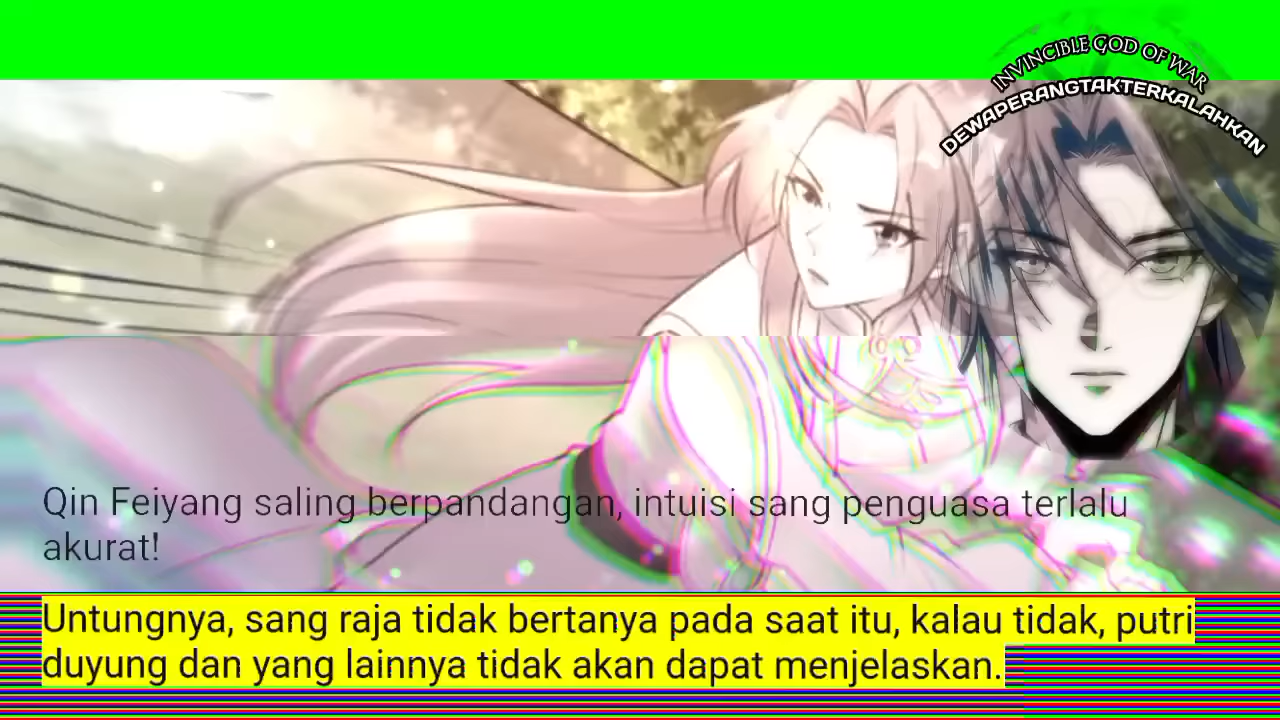 INVINCIBLE GOD OF WAR
DEWAPERANGTAKTERKALAHKAN
Qin Feiyang saling berpandangan, intuisi sang penguasa terlalu
akurat!
Untungnya, sang raja tidak bertanya pada saat itu, kalau tidak, putri
duyung dan yang lainnya tidak akan dapat menjelaskan.